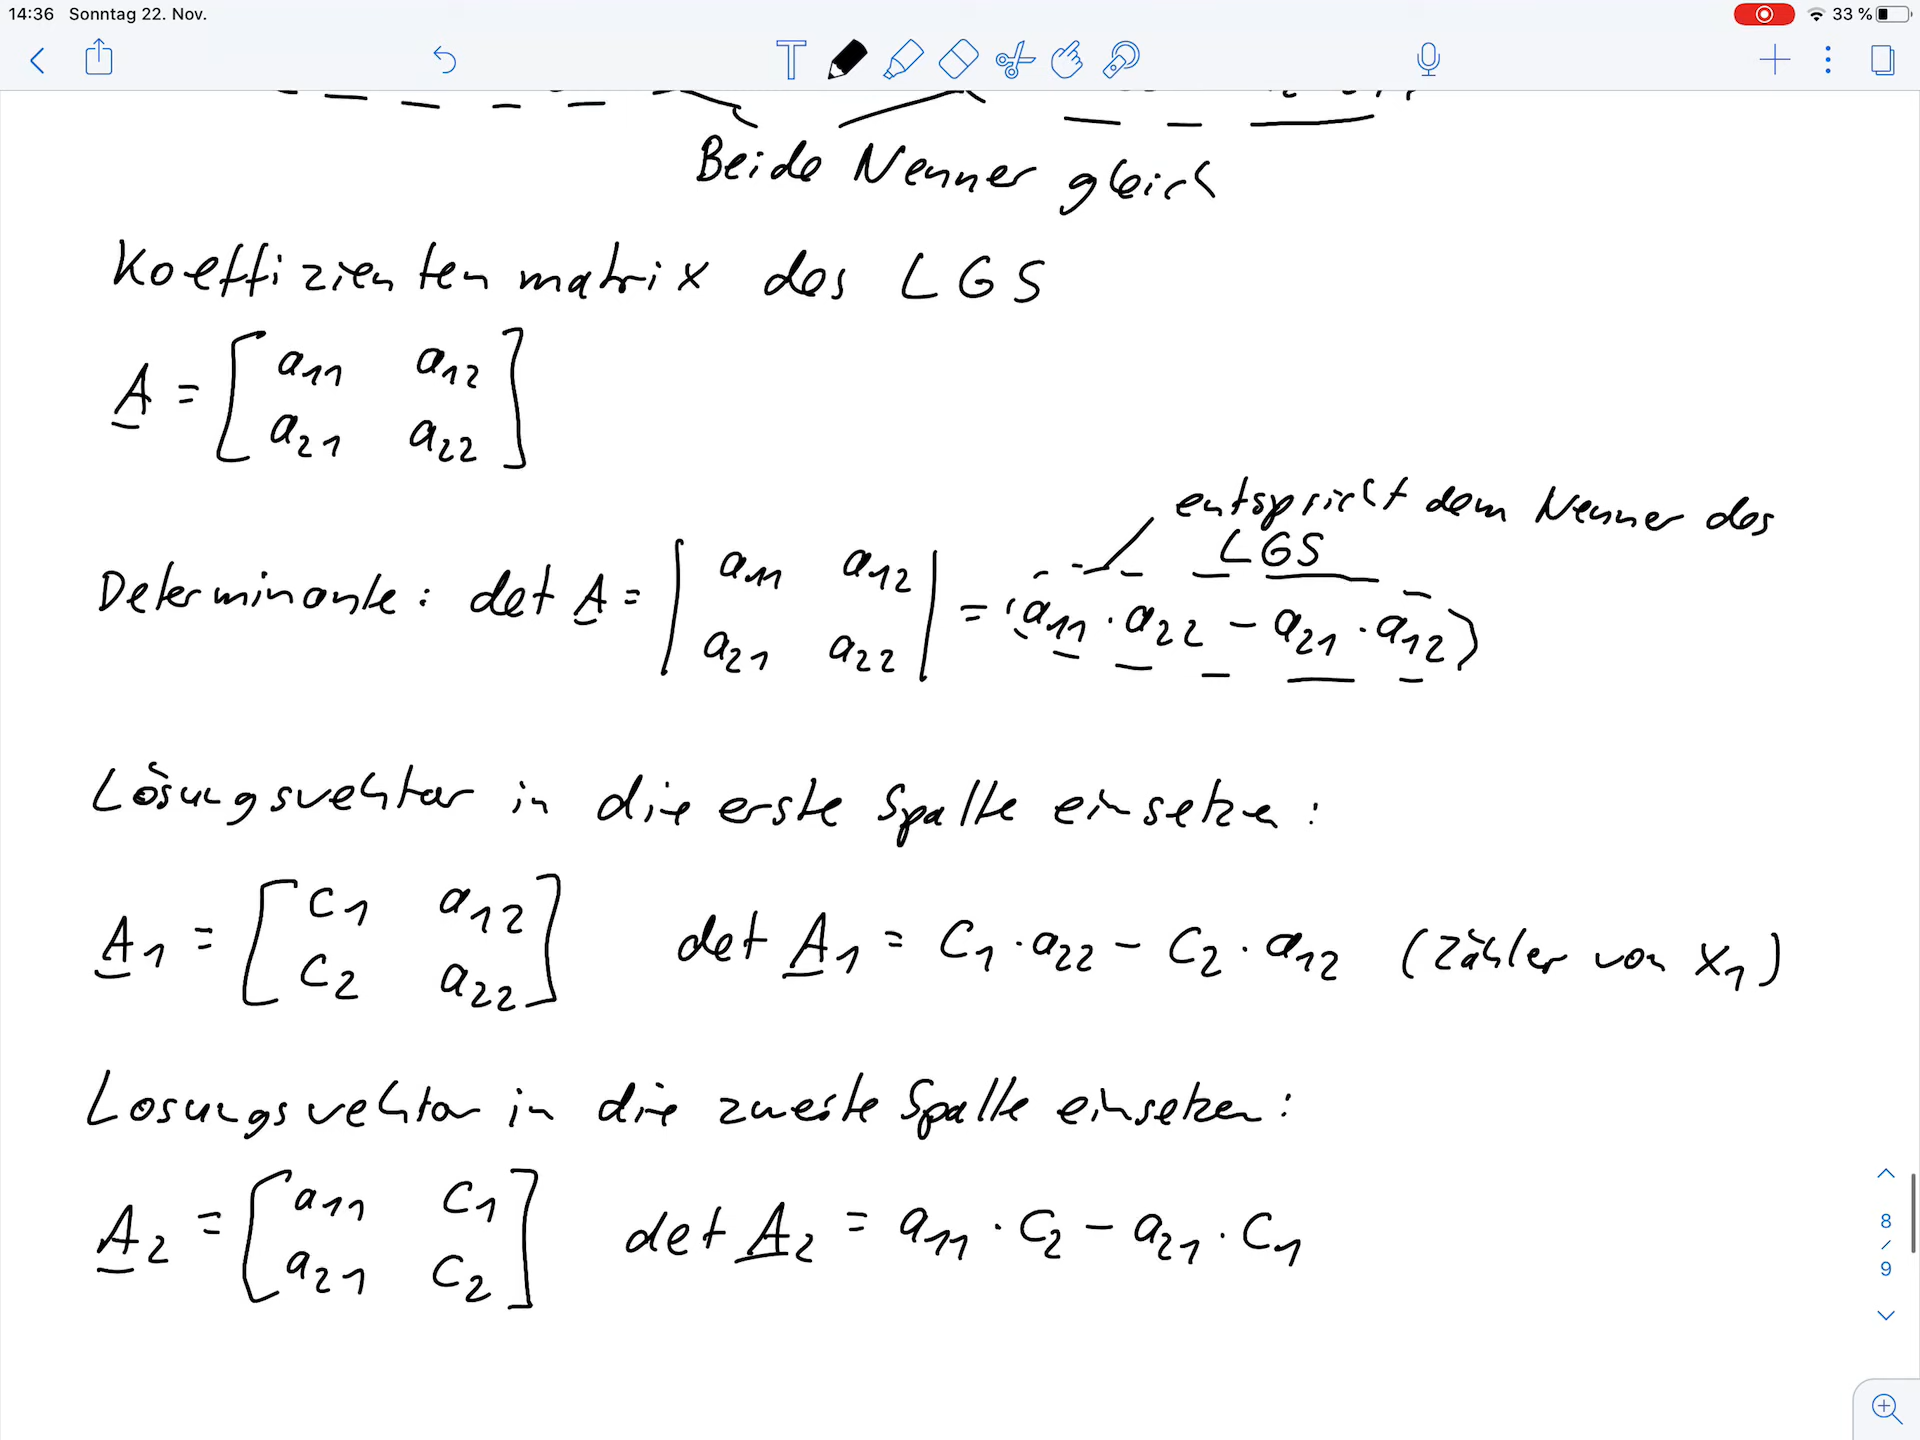 14:36 Sonntag 22. Nov. 33 %
Beide Nenner gleich
Koeffizientenmatrix des LGS
A = [ a11 a12
a21 a22 ]
entspricht dem Nenner des
LGS
Determinante: det A = | a11 a12
a21 a22 | = (a11 · a22 − a21 · a12)
Lösungsvektor in die erste Spalte einsetzen:
A1 = [ c1 a12
c2 a22 ] det A1 = c1 · a22 − c2 · a12 (Zähler von x1)
Losungsvektor in die zweite Spalte einsetzen:
A2 = [ a11 c1
a21 c2 ] det A2 = a11 · c2 − a21 · c1
8
/
9